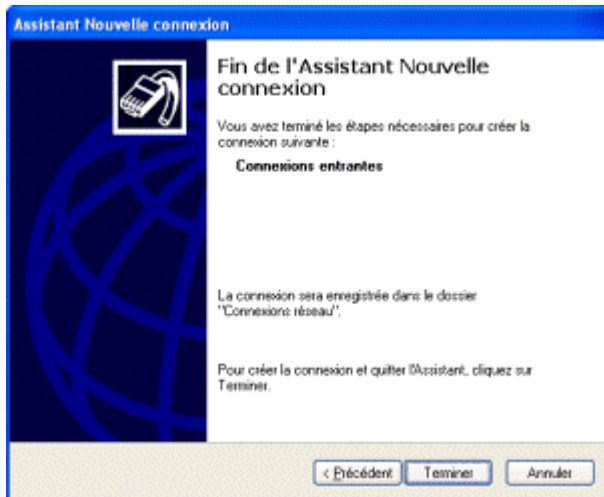 Assistant Nouvelle connexion
Fin de l'Assistant Nouvelle
connexion
Vous avez terminé les étapes nécessaires pour créer la
connexion suivante :
Connexions entrantes
La connexion sera enregistrée dans le dossier
"Connexions réseau".
Pour créer la connexion et quitter l'Assistant, cliquez sur
Terminer.
< Précédent
Terminer
Annuler